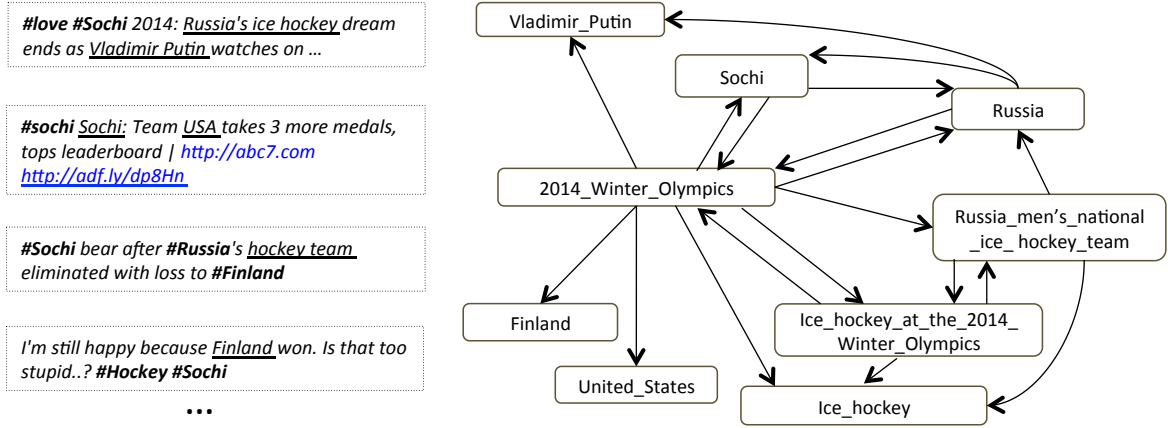 #love #Sochi 2014: Russia's ice hockey dream
ends as Vladimir Putin watches on ...
#sochi Sochi: Team USA takes 3 more medals,
tops leaderboard | http://abc7.com
http://adf.ly/dp8Hn
#Sochi bear after #Russia's hockey team
eliminated with loss to #Finland
I'm still happy because Finland won. Is that too
stupid..? #Hockey #Sochi
...
Vladimir_Putin
Sochi
Russia
2014_Winter_Olympics
Russia_men's_national
_ice_ hockey_team
Finland
Ice_hockey_at_the_2014_
Winter_Olympics
United_States
Ice_hockey